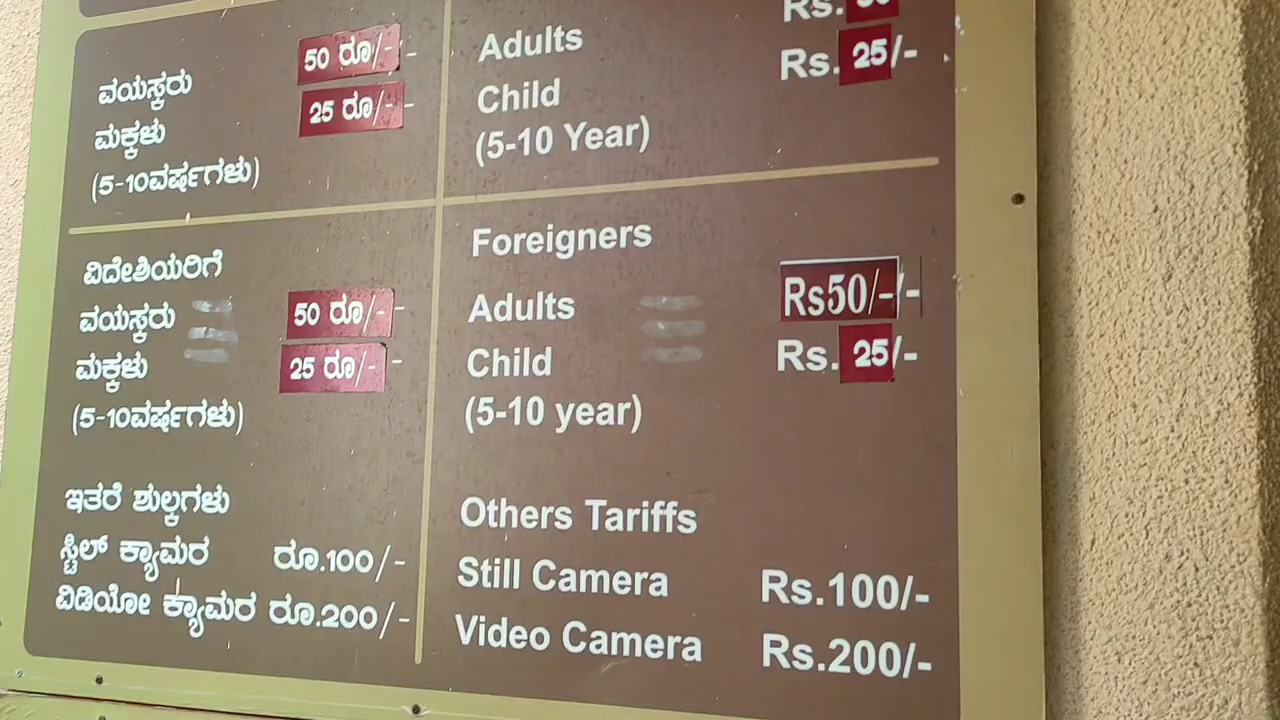 ವಯಸ್ಕರು 50 ರೂ/-
ಮಕ್ಕಳು 25 ರೂ/-
(5-10ವರ್ಷಗಳು)
Rs.
Adults Rs. 25/-
Child
(5-10 Year)
ವಿದೇಶಿಯರಿಗೆ
ವಯಸ್ಕರು 50 ರೂ/-
ಮಕ್ಕಳು 25 ರೂ/-
(5-10ವರ್ಷಗಳು)
Foreigners
Adults Rs50/-/-
Child Rs. 25/-
(5-10 year)
ಇತರೆ ಶುಲ್ಕಗಳು
ಸ್ಟಿಲ್ ಕ್ಯಾಮರ ರೂ.100/-
ವಿಡಿಯೋ ಕ್ಯಾಮರ ರೂ.200/-
Others Tariffs
Still Camera Rs.100/-
Video Camera Rs.200/-